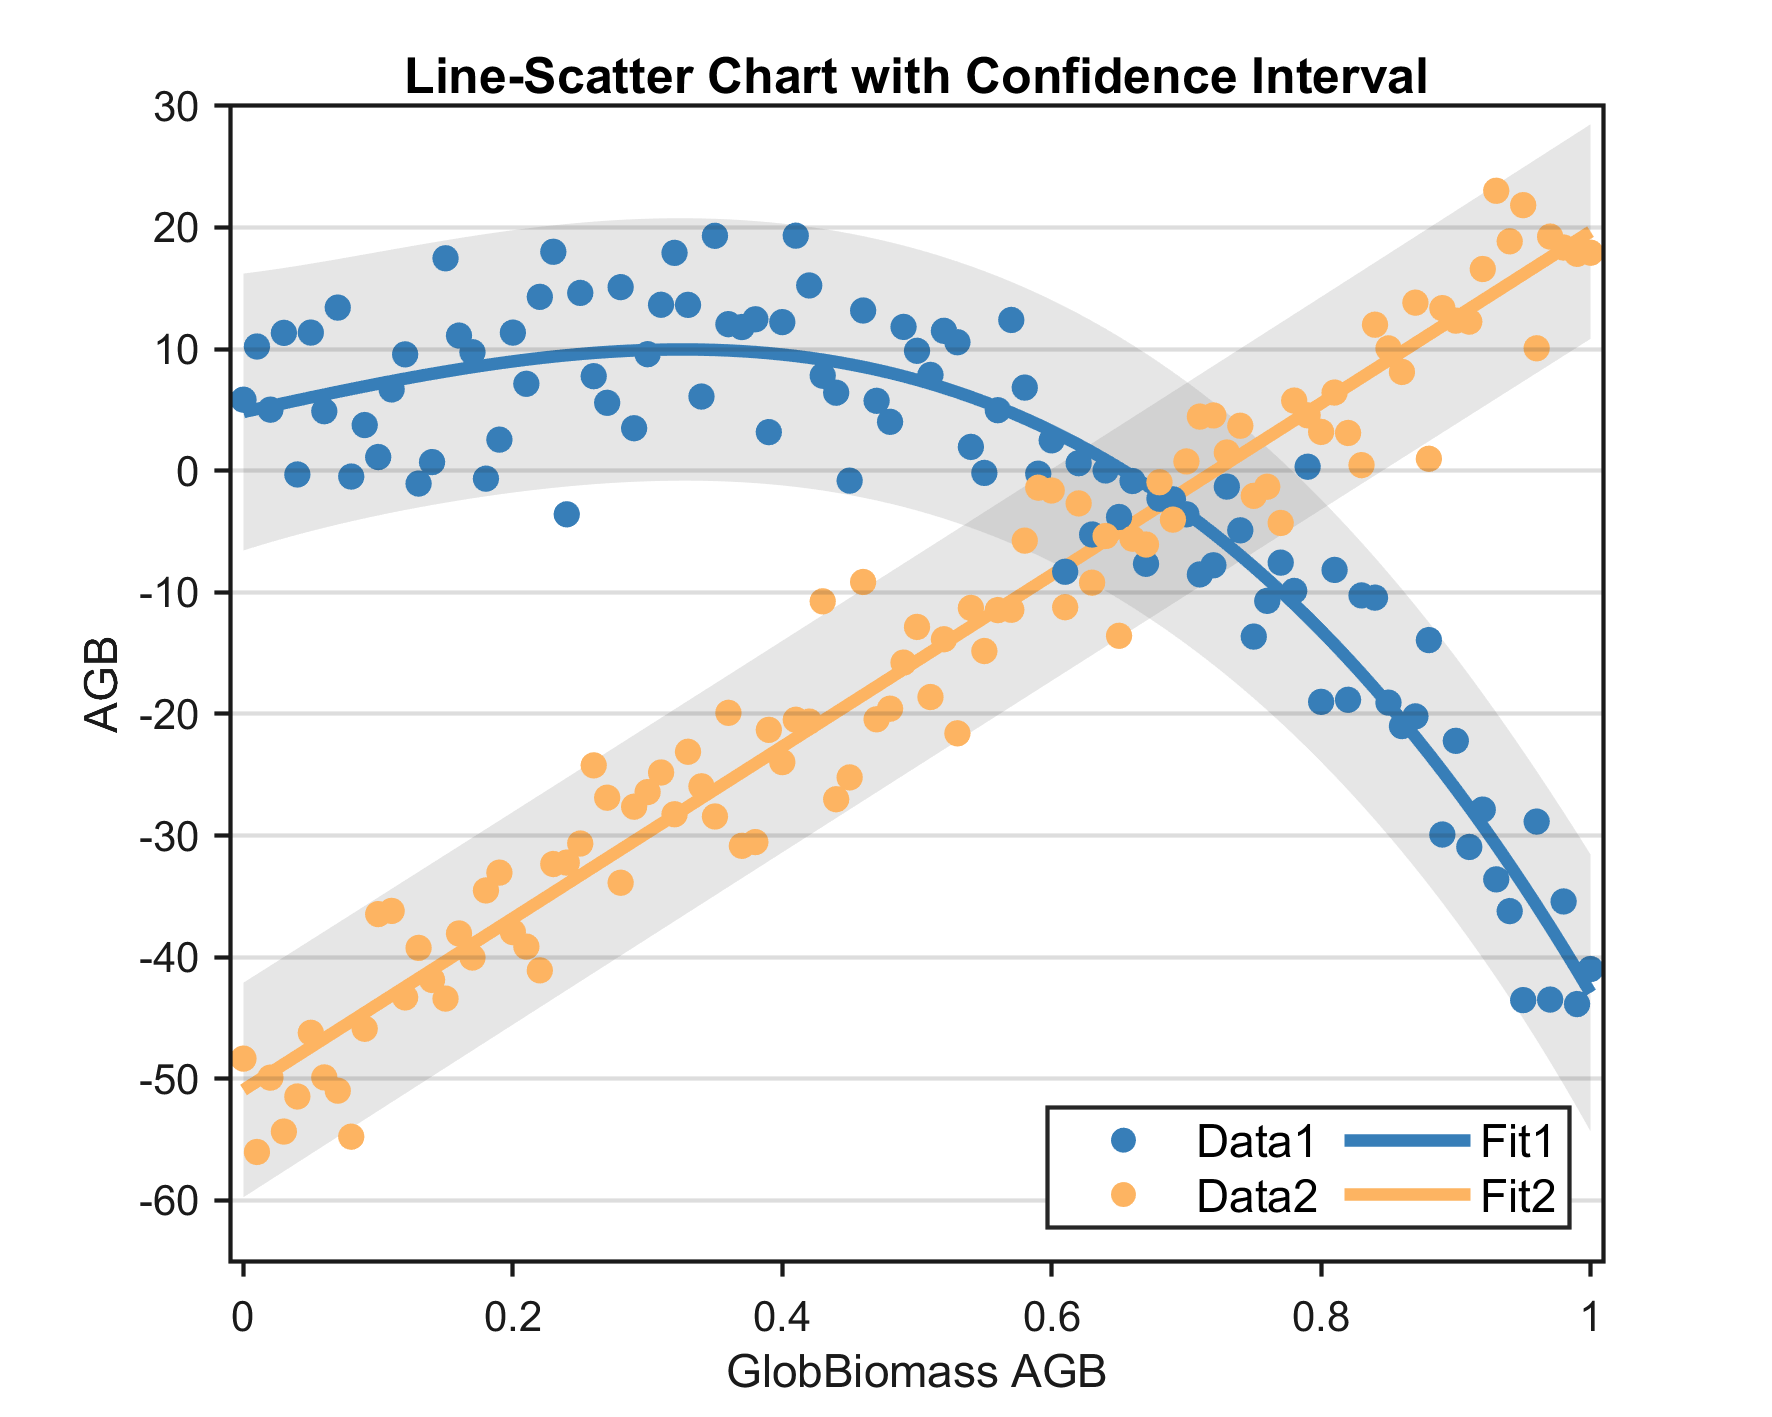 Line-Scatter Chart with Confidence Interval
30
20
10
0
-10
-20
-30
-40
-50
-60
AGB
Data1 Fit1
Data2 Fit2
0 0.2 0.4 0.6 0.8 1
GlobBiomass AGB